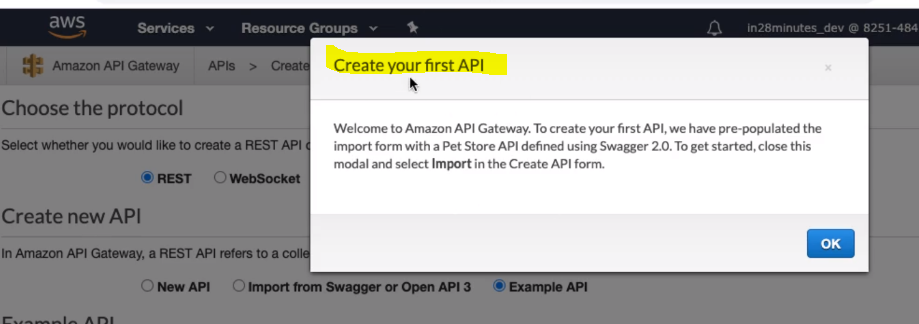 aws Services Resource Groups in28minutes_dev @ 8251-484
Amazon API Gateway APIs > Create
Create your first API
×
Choose the protocol
Welcome to Amazon API Gateway. To create your first API, we have pre-populated the
import form with a Pet Store API defined using Swagger 2.0. To get started, close this
modal and select Import in the Create API form.
Select whether you would like to create a REST API
REST WebSocket
Create new API
OK
In Amazon API Gateway, a REST API refers to a colle
New API Import from Swagger or Open API 3 Example API
Example API